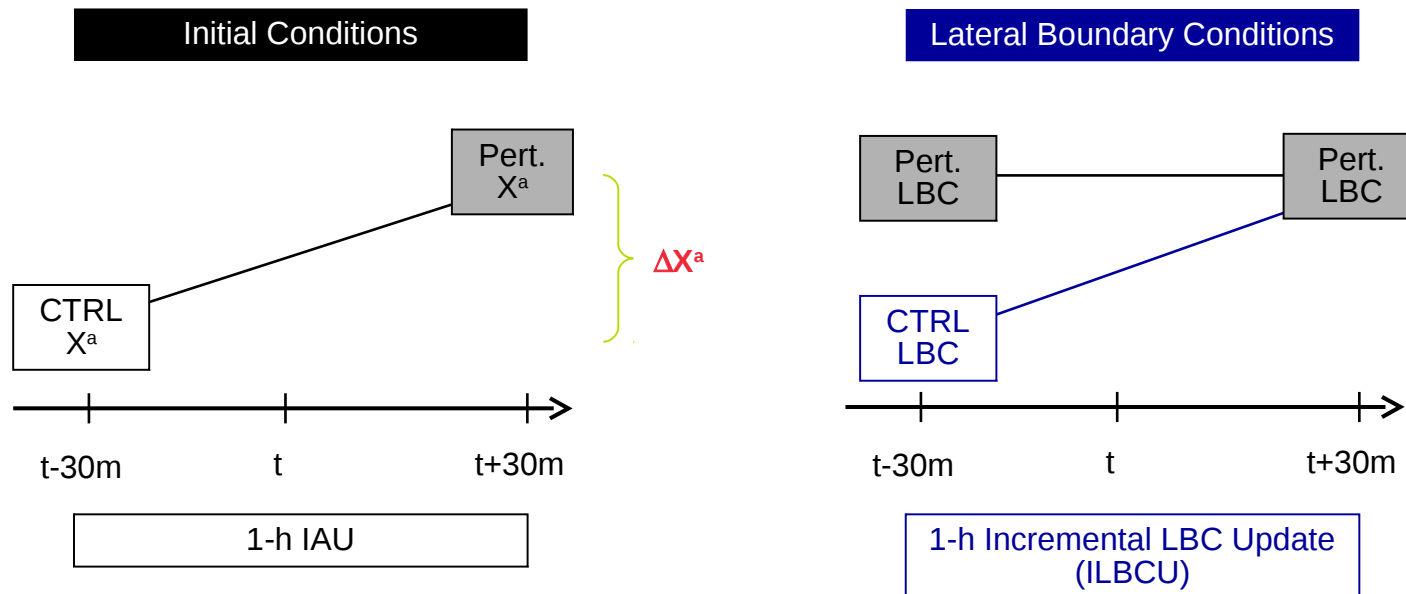 Initial Conditions
Pert.
Xᵃ
ΔXᵃ
CTRL
Xᵃ
t-30m
t
t+30m
1-h IAU
Lateral Boundary Conditions
Pert.
LBC
Pert.
LBC
CTRL
LBC
t-30m
t
t+30m
1-h Incremental LBC Update
(ILBCU)